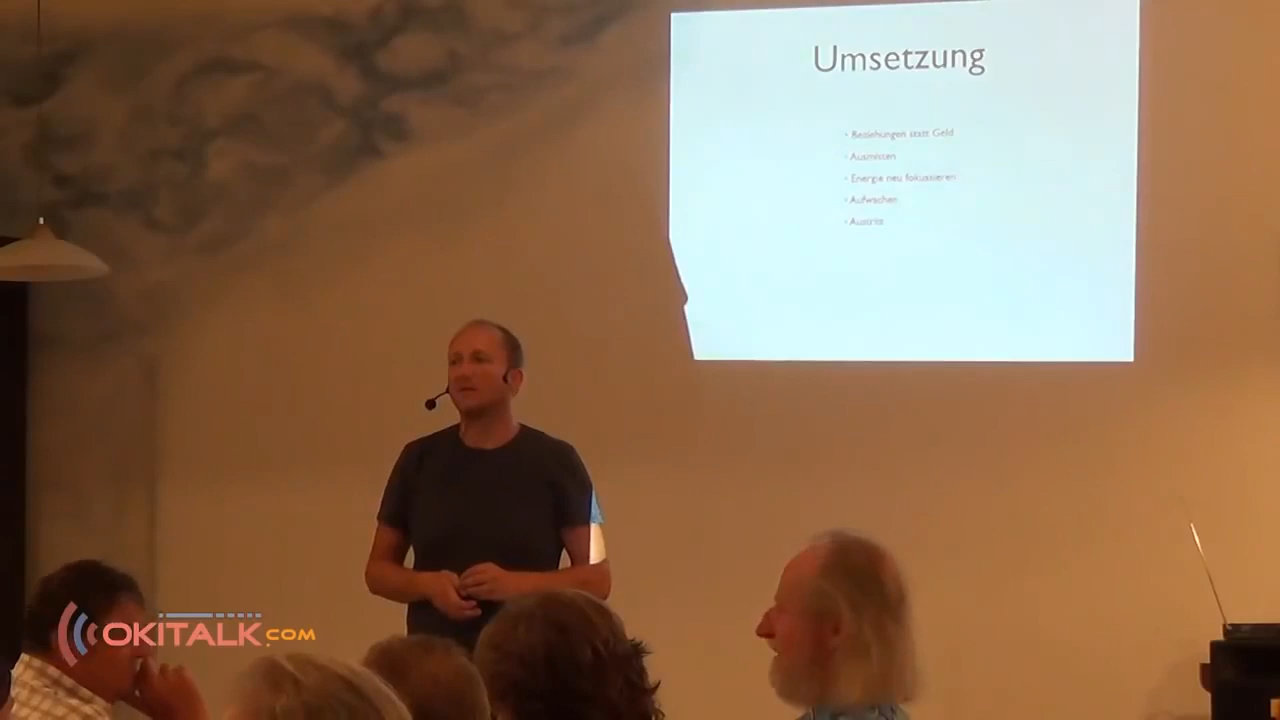 Umsetzung
• Beziehungen statt Geld
• Ausmisten
• Energie neu fokussieren
• Aufwachen
• Austritt
OKITALK.COM